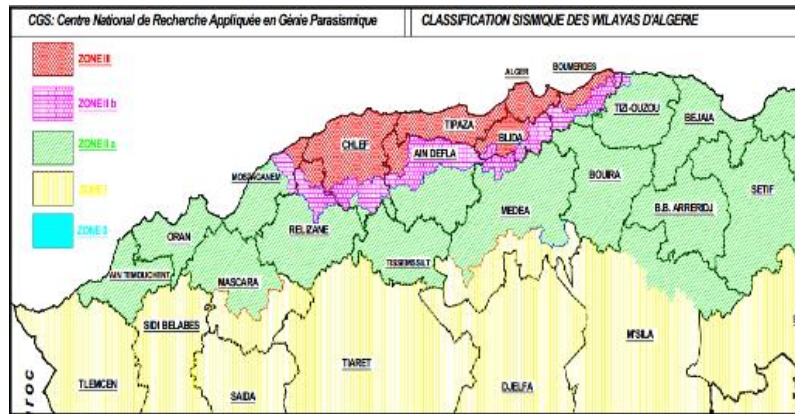 CGS: Centre National de Recherche Appliquée en Génie Parasismique
CLASSIFICATION SISMIQUE DES WILAYAS D'ALGERIE
ZONE III
ZONE II b
ZONE II a
ZONE I
ZONE 0
ALGER
BOUMERDES
TIZI-OUZOU
BEJAIA
TIPAZA
BLIDA
CHLEF
AIN DEFLA
MOSTAGANEM
BOUIRA
SETIF
MEDEA
B.B. ARRERIDJ
RELIZANE
ORAN
TISSEMSSILT
AIN TEMOUCHENT
MASCARA
SIDI BELABES
M'SILA
TIARET
TLEMCEN
DJELFA
SAIDA
aroc